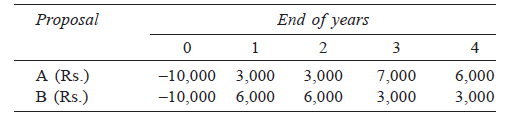 Proposal End of years
0 1 2 3 4
A (Rs.) –10,000 3,000 3,000 7,000 6,000
B (Rs.) –10,000 6,000 6,000 3,000 3,000